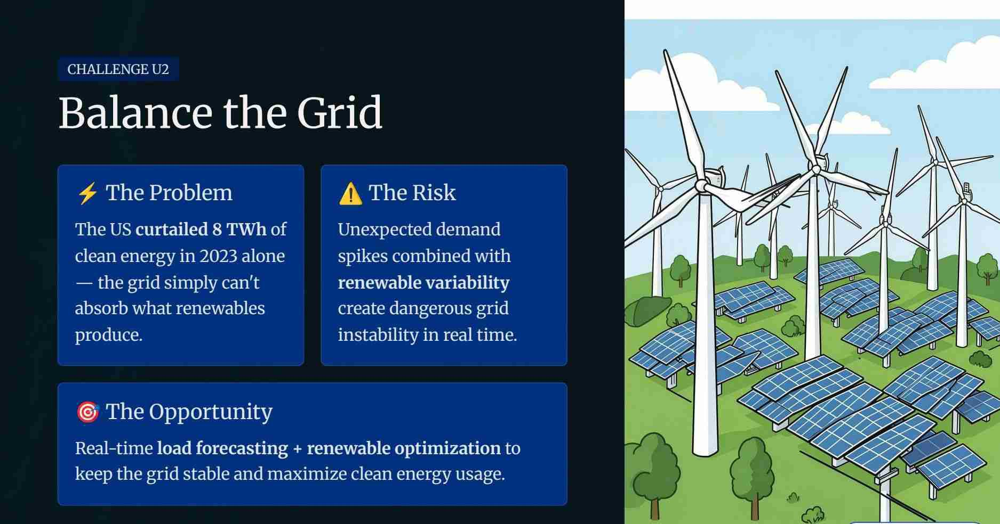 CHALLENGE U2
Balance the Grid
⚡ The Problem
The US curtailed 8 TWh of
clean energy in 2023 alone
— the grid simply can't
absorb what renewables
produce.
⚠️ The Risk
Unexpected demand
spikes combined with
renewable variability
create dangerous grid
instability in real time.
🎯 The Opportunity
Real-time load forecasting + renewable optimization to
keep the grid stable and maximize clean energy usage.